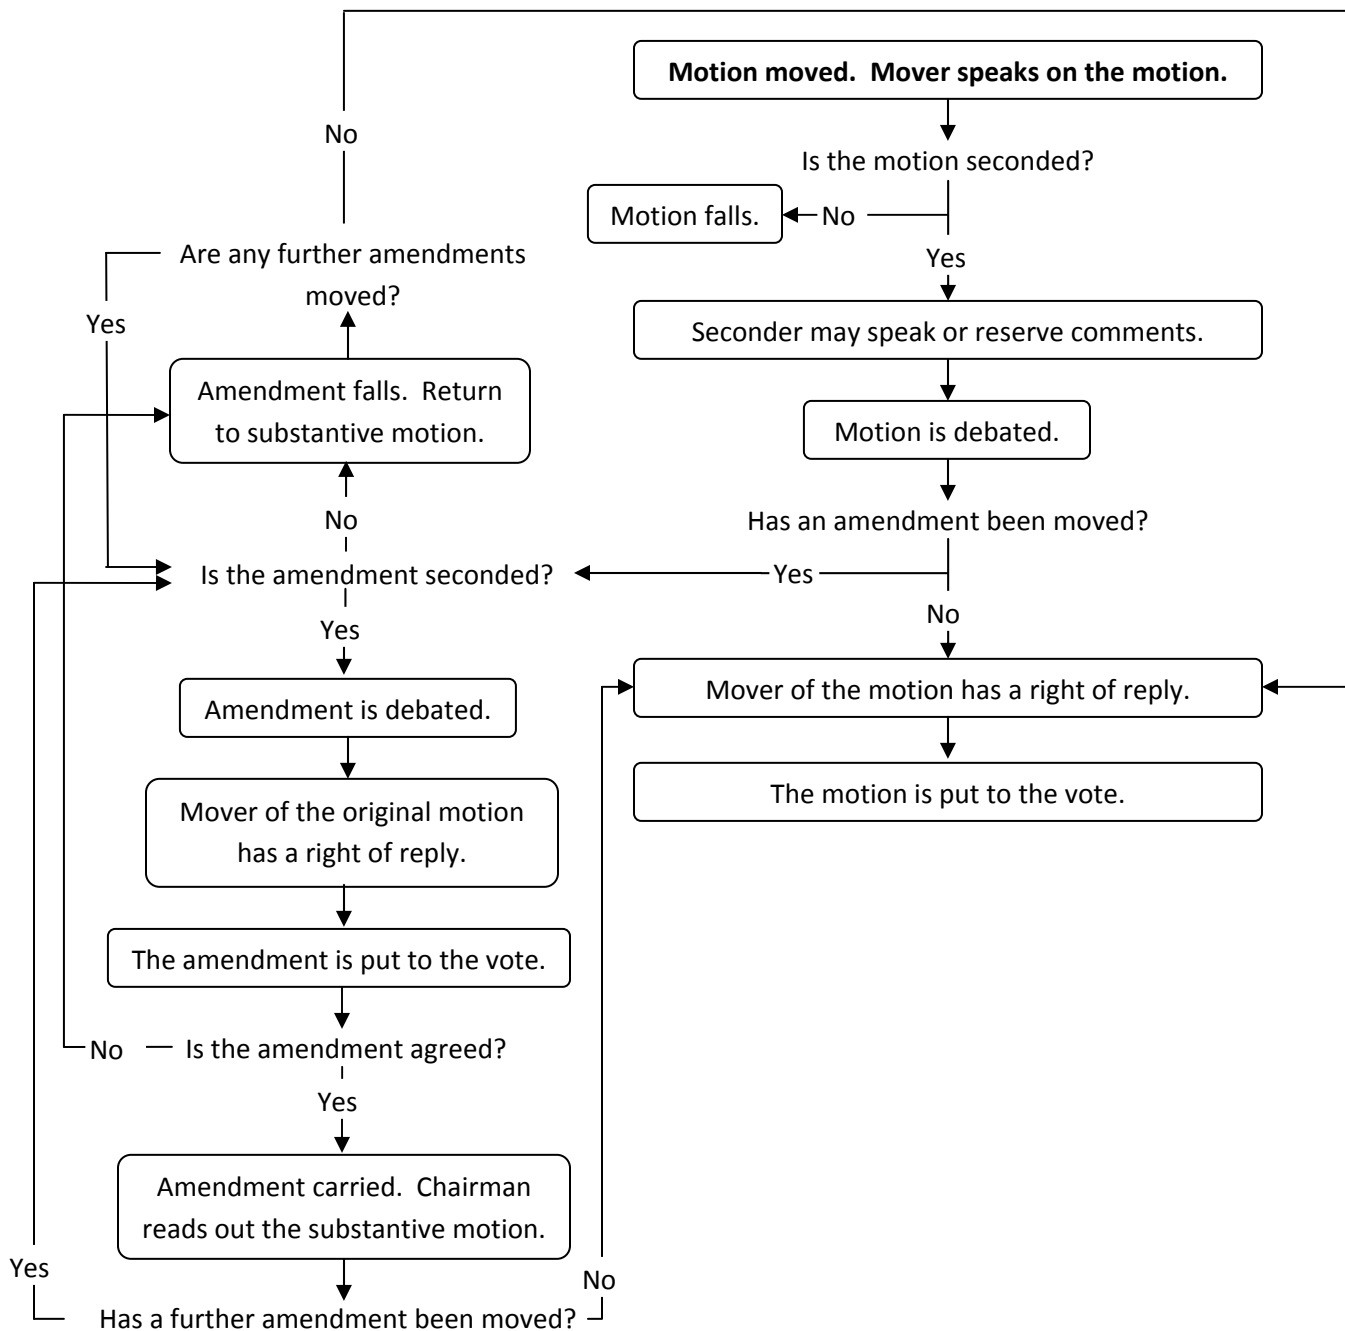 Motion moved.  Mover speaks on the motion.
No
Is the motion seconded?
Motion falls.
No
Are any further amendments
moved?
Yes
Yes
Seconder may speak or reserve comments.
Amendment falls.  Return
to substantive motion.
Motion is debated.
No
Has an amendment been moved?
Is the amendment seconded?
Yes
Yes
No
Amendment is debated.
Mover of the motion has a right of reply.
Mover of the original motion
has a right of reply.
The motion is put to the vote.
The amendment is put to the vote.
No
Is the amendment agreed?
Yes
Amendment carried.  Chairman
reads out the substantive motion.
Yes
No
Has a further amendment been moved?